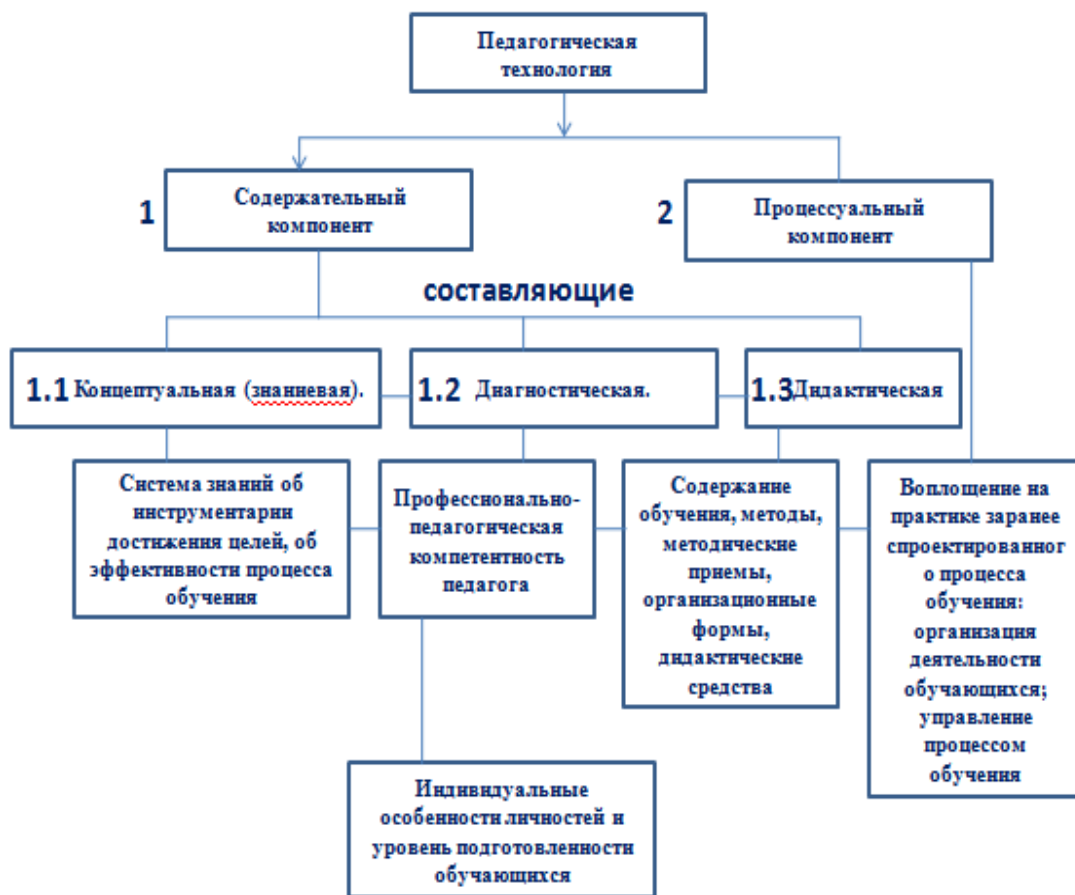 Педагогическая
технология
1
Содержательный
компонент
2
Процессуальный
компонент
составляющие
1.1 Концептуальная (знаниевая).
1.2 Диагностическая.
1.3 Дидактическая
Система знаний об
инструментарии
достижения целей, об
эффективности процесса
обучения
Профессионально-
педагогическая
компетентность
педагога
Содержание
обучения, методы,
методические
приемы,
организационные
формы,
дидактические
средства
Воплощение на
практике заранее
спроектированног
о процесса
обучения:
организация
деятельности
обучающихся;
управление
процессом
обучения
Индивидуальные
особенности личностей и
уровень подготовленности
обучающихся